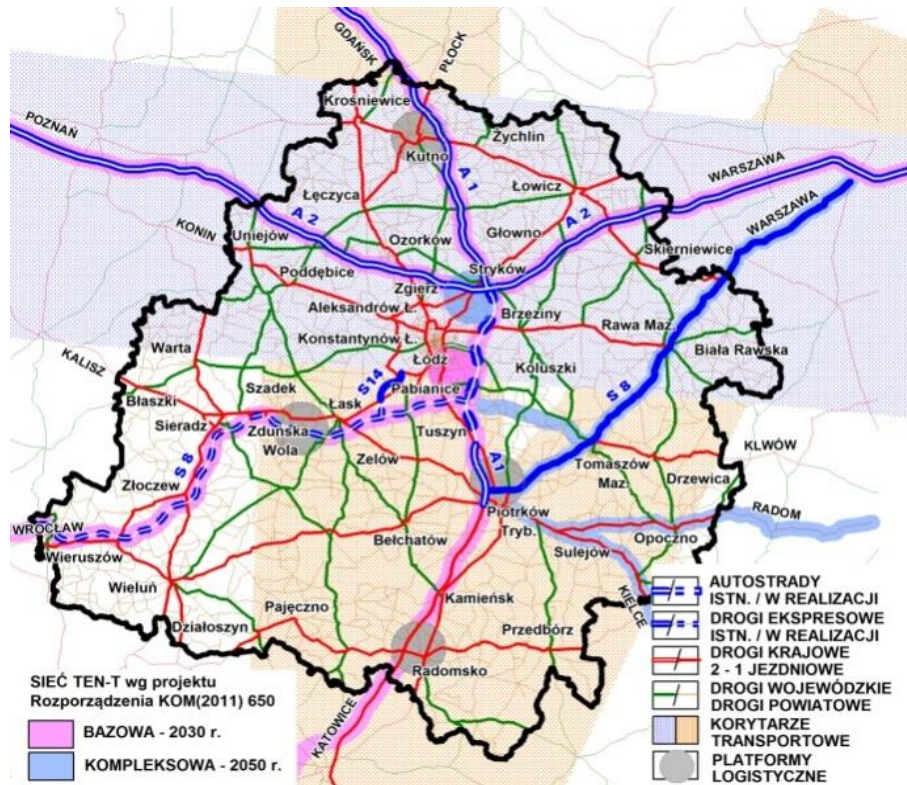 GDAŃSK
PŁOCK
Krośniewice
POZNAŃ
Żychlin
Kutno
A 1
WARSZAWA
Łęczyca
Łowicz
A 2
A 2
WARSZAWA
KONIN
Uniejów
Ozorków
Głowno
Skierniewice
Stryków
Poddębice
Zgierz
Aleksandrów Ł.
Brzeziny
Rawa Maz.
Konstantynów Ł.
Warta
Łódź
Koluszki
Biała Rawska
KALISZ
Szadek
S14
Pabianice
S 8
Błaszki
Łask
Sieradz
Zduńska
Wola
Tuszyn
KLWÓW
S 8
Zelów
A1
Tomaszów
Maz.
Drzewica
Złoczew
Piotrków
Tryb.
RADOM
WROCŁAW
Bełchatów
Opoczno
Wieruszów
Sulejów
Wieluń
KIELCE
Kamieńsk
Pajęczno
Działoszyn
Przedbórz
Radomsko
KATOWICE
SIEĆ TEN-T wg projektu
Rozporządzenia KOM(2011) 650
BAZOWA - 2030 r.
KOMPLEKSOWA - 2050 r.
AUTOSTRADY
ISTN. / W REALIZACJI
DROGI EKSPRESOWE
ISTN. / W REALIZACJI
DROGI KRAJOWE
2 - 1 JEZDNIOWE
DROGI WOJEWÓDZKIE
DROGI POWIATOWE
KORYTARZE
TRANSPORTOWE
PLATFORMY
LOGISTYCZNE